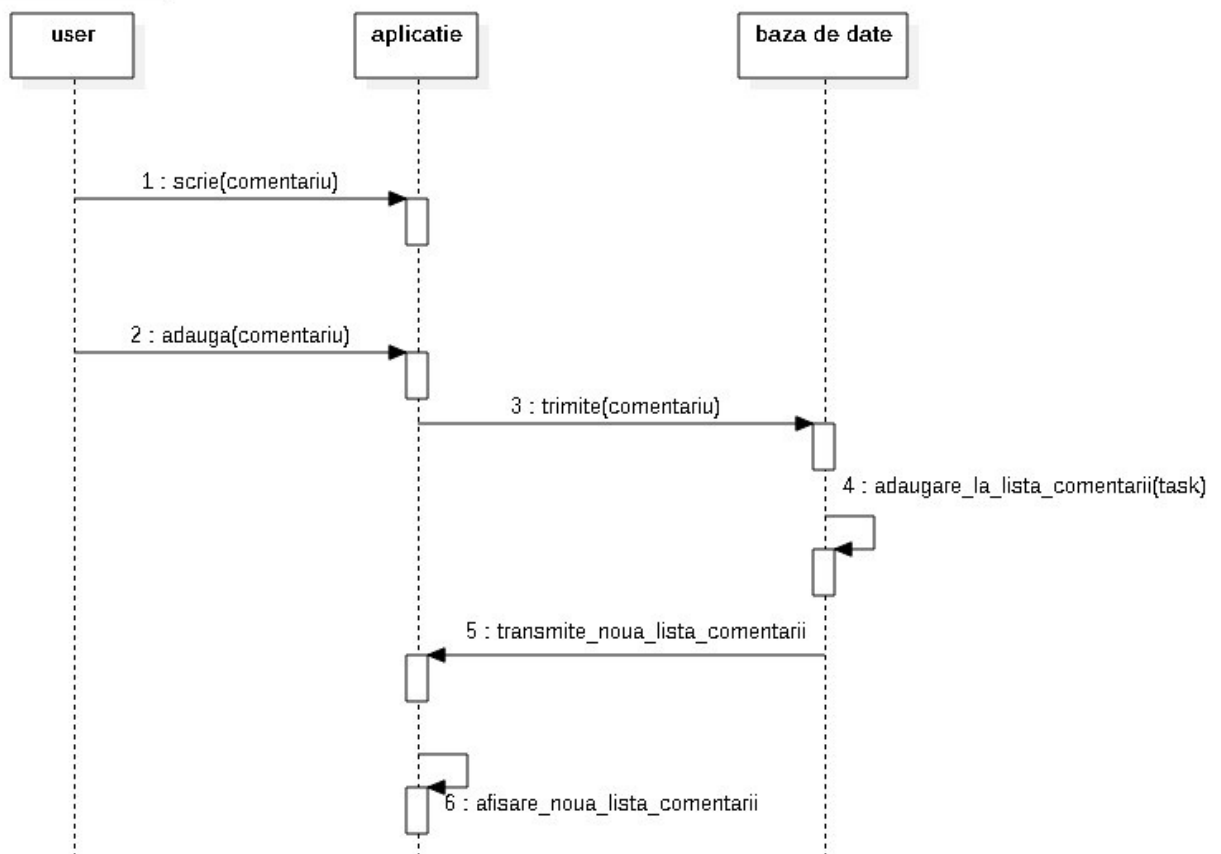 user
aplicatie
baza de date
1 : scrie(comentariu)
2 : adauga(comentariu)
3 : trimite(comentariu)
4 : adaugare_la_lista_comentarii(task)
5 : transmite_noua_lista_comentarii
6 : afisare_noua_lista_comentarii